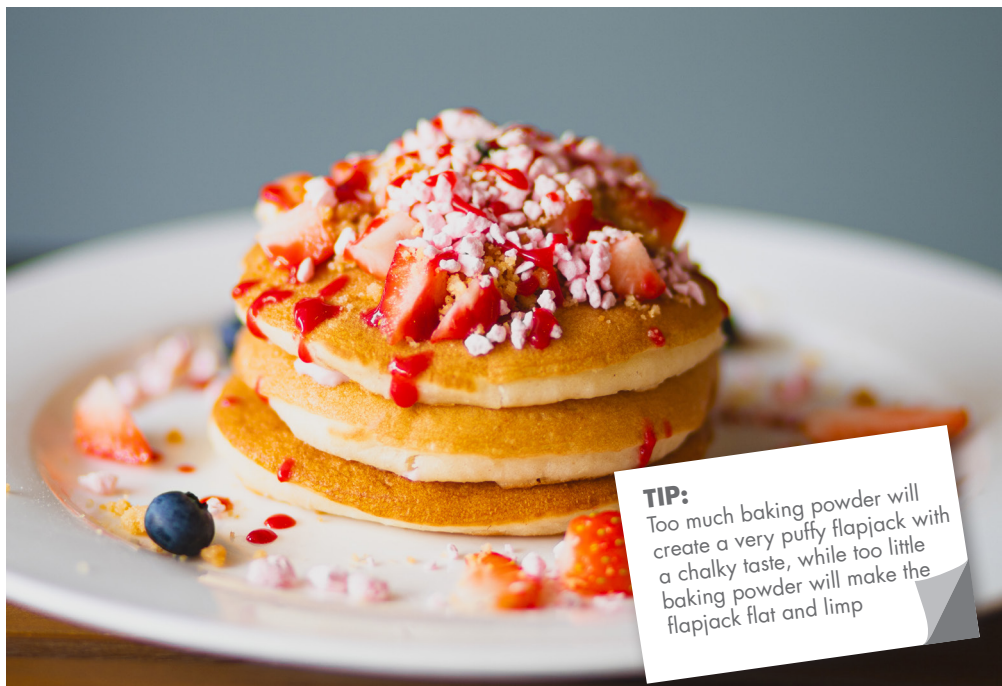 TIP:
Too much baking powder will
create a very puffy flapjack with
a chalky taste, while too little
baking powder will make the
flapjack flat and limp